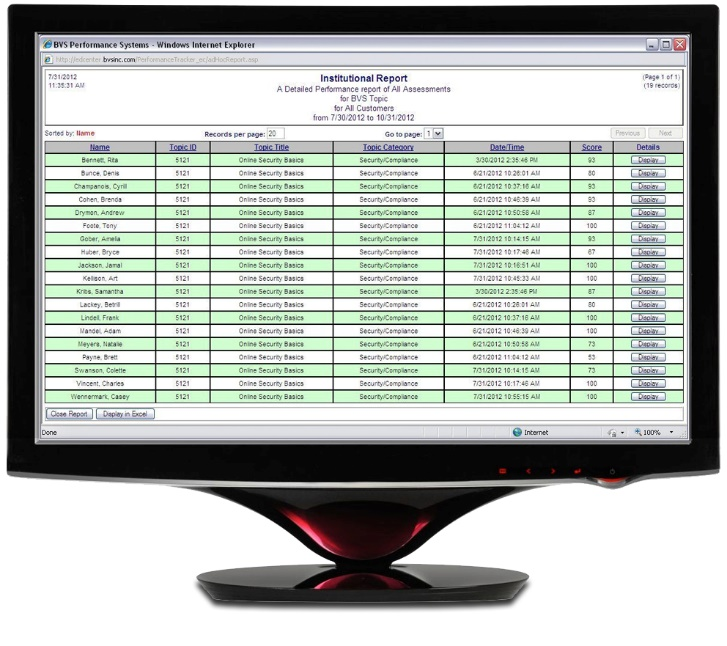 BVS Performance Systems - Windows Internet Explorer
http://edcenter.bvsinc.com/PerformanceTracker_ec/adHocReport.asp
7/31/2012
11:35:31 AM
Institutional Report
A Detailed Performance report of All Assessments
for BVS Topic
for All Customers
from 7/30/2012 to 10/31/2012
(Page 1 of 1)
(19 records)
Sorted by: Name Records per page: 20 Go to page: 1 Previous Next
Name Topic ID Topic Title Topic Category Date/Time Score Details
Bennett, Rita 5121 Online Security Basics Security/Compliance 3/30/2012 2:35:46 PM 93 Display
Bunce, Denis 5121 Online Security Basics Security/Compliance 6/21/2012 10:26:01 AM 80 Display
Champanois, Cyrill 5121 Online Security Basics Security/Compliance 6/21/2012 10:37:16 AM 93 Display
Cohen, Brenda 5121 Online Security Basics Security/Compliance 6/21/2012 10:46:39 AM 93 Display
Drymon, Andrew 5121 Online Security Basics Security/Compliance 6/21/2012 10:50:58 AM 87 Display
Foote, Tony 5121 Online Security Basics Security/Compliance 6/21/2012 11:04:12 AM 100 Display
Gober, Amelia 5121 Online Security Basics Security/Compliance 7/31/2012 10:14:15 AM 93 Display
Huber, Bryce 5121 Online Security Basics Security/Compliance 7/31/2012 10:17:46 AM 67 Display
Jackson, Jamal 5121 Online Security Basics Security/Compliance 7/31/2012 10:16:51 AM 100 Display
Kellison, Art 5121 Online Security Basics Security/Compliance 7/31/2012 10:45:33 AM 100 Display
Kribs, Samantha 5121 Online Security Basics Security/Compliance 3/30/2012 2:35:46 PM 87 Display
Lackey, Betrill 5121 Online Security Basics Security/Compliance 6/21/2012 10:26:01 AM 80 Display
Lindell, Frank 5121 Online Security Basics Security/Compliance 6/21/2012 10:37:16 AM 100 Display
Mandel, Adam 5121 Online Security Basics Security/Compliance 6/21/2012 10:46:39 AM 100 Display
Meyers, Natalie 5121 Online Security Basics Security/Compliance 6/21/2012 10:50:58 AM 73 Display
Payne, Brett 5121 Online Security Basics Security/Compliance 6/21/2012 11:04:12 AM 53 Display
Swanson, Colette 5121 Online Security Basics Security/Compliance 7/31/2012 10:14:15 AM 73 Display
Vincent, Charles 5121 Online Security Basics Security/Compliance 7/31/2012 10:17:46 AM 100 Display
Wennermark, Casey 5121 Online Security Basics Security/Compliance 7/31/2012 10:55:15 AM 100 Display
Close Report Display in Excel
Done Internet 100%